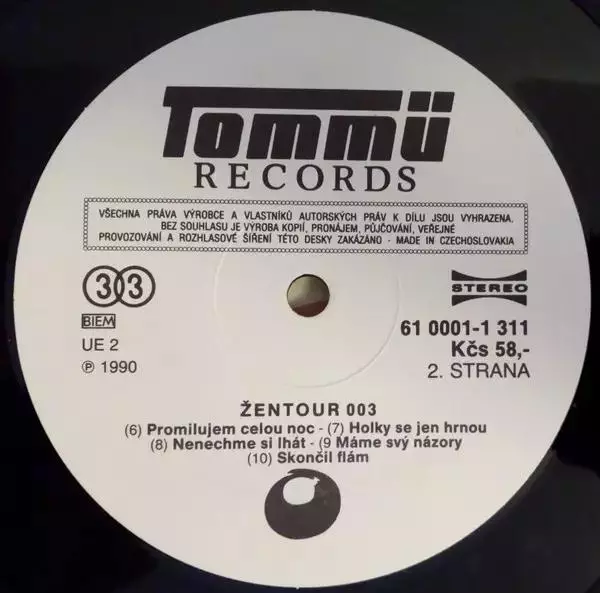 Tommü
RECORDS
VŠECHNA PRÁVA VÝROBCE A VLASTNÍKŮ AUTORSKÝCH PRÁV K DÍLU JSOU VYHRAZENA.
BEZ SOUHLASU JE VÝROBA KOPIÍ, PRONÁJEM, PŮJČOVÁNÍ, VEŘEJNÉ
PROVOZOVÁNÍ A ROZHLASOVÉ ŠÍŘENÍ TÉTO DESKY ZAKÁZÁNO - MADE IN CZECHOSLOVAKIA
33
BIEM
UE 2
℗ 1990
STEREO
61 0001-1 311
Kčs 58,-
2. STRANA
ŽENTOUR 003
(6) Promilujem celou noc - (7) Holky se jen hrnou
(8) Nenechme si lhát - (9 Máme svý názory
(10) Skončil flám